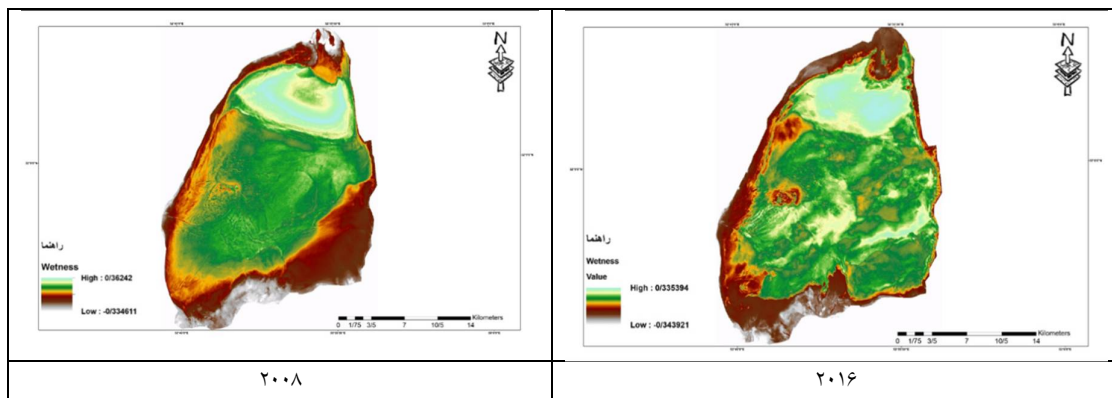 N
راهنما
Wetness
High : 0/36242
Low : -0/334611
Kilometers
0 1/75 3/5 7 10/5 14
N
راهنما
Wetness
Value
High : 0/335394
Low : -0/343921
Kilometers
0 1/75 3/5 7 10/5 14
۲۰۰۸
۲۰۱۶